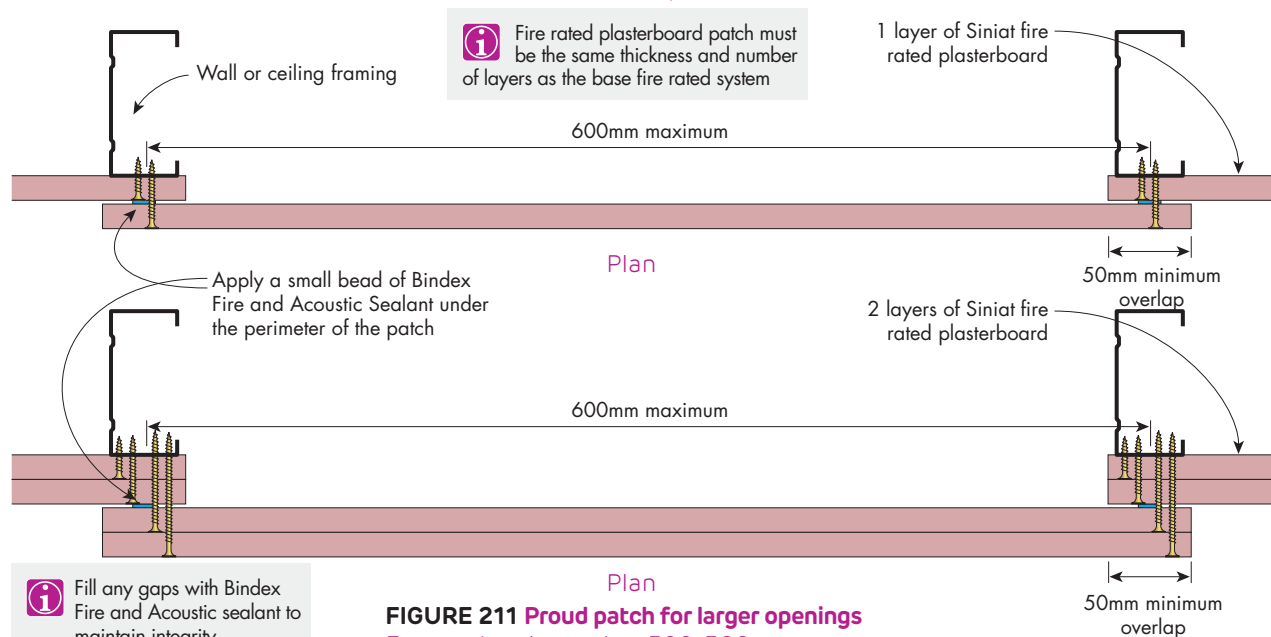 Fire rated plasterboard patch must
be the same thickness and number
of layers as the base fire rated system
1 layer of Siniat fire
rated plasterboard
Wall or ceiling framing
600mm maximum
Plan
50mm minimum
overlap
Apply a small bead of Bindex
Fire and Acoustic Sealant under
the perimeter of the patch
2 layers of Siniat fire
rated plasterboard
600mm maximum
Plan
50mm minimum
overlap
Fill any gaps with Bindex
Fire and Acoustic sealant to
maintain integrity
FIGURE 211 Proud patch for larger openings